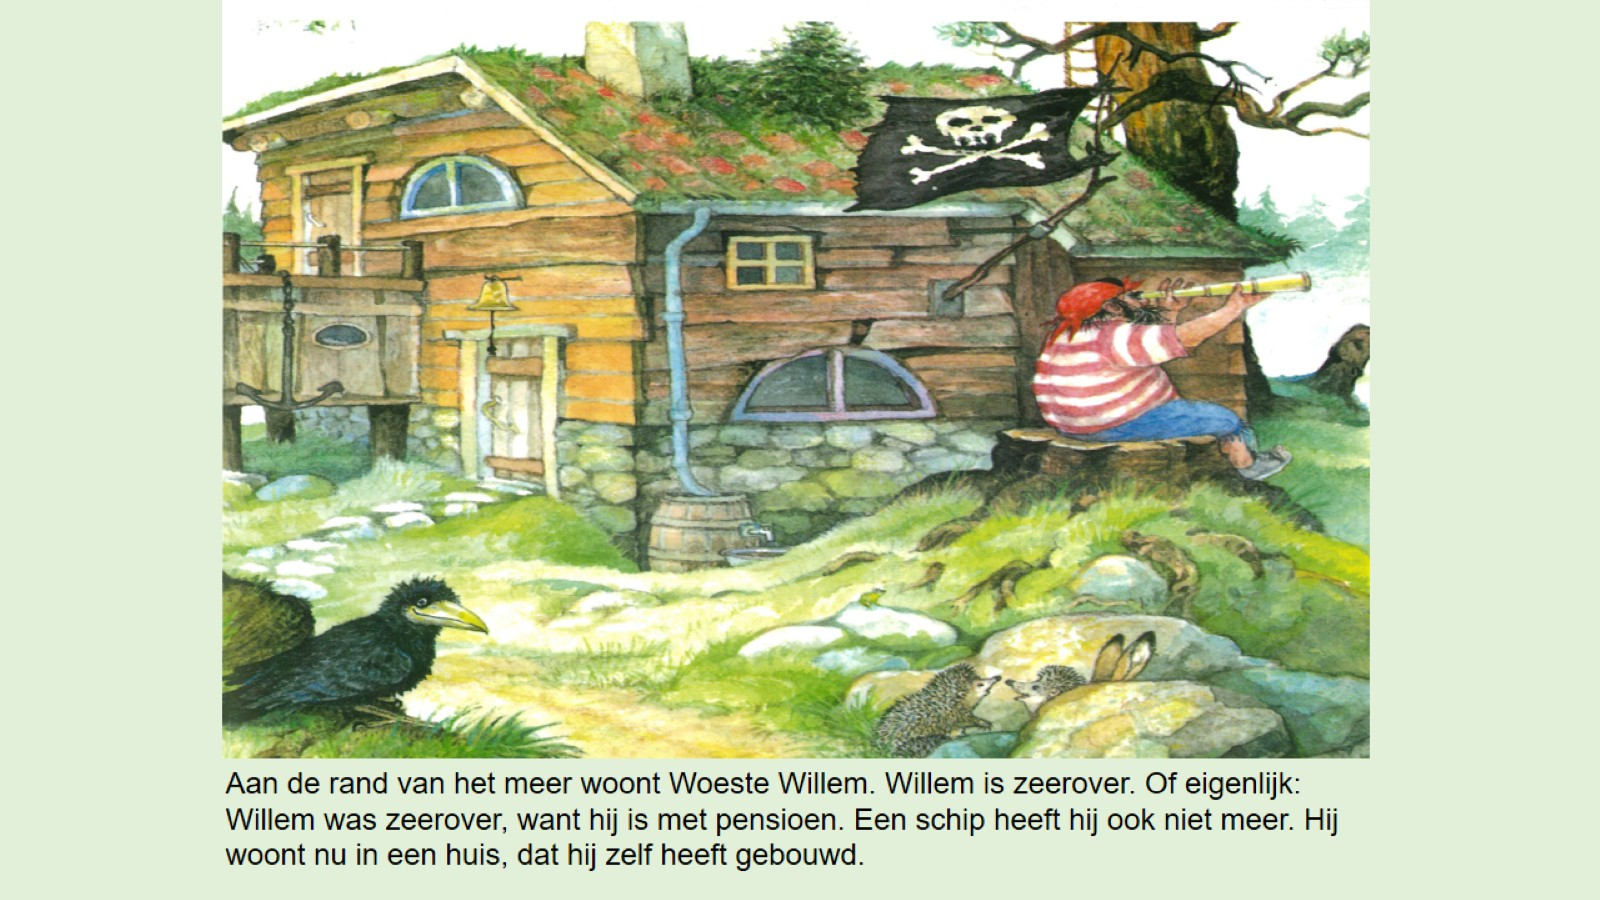 Aan de rand van het meer woont Woeste Willem. Willem is zeerover. Of eigenlijk:
Willem was zeerover, want hij is met pensioen. Een schip heeft hij ook niet meer. Hij
woont nu in een huis, dat hij zelf heeft gebouwd.